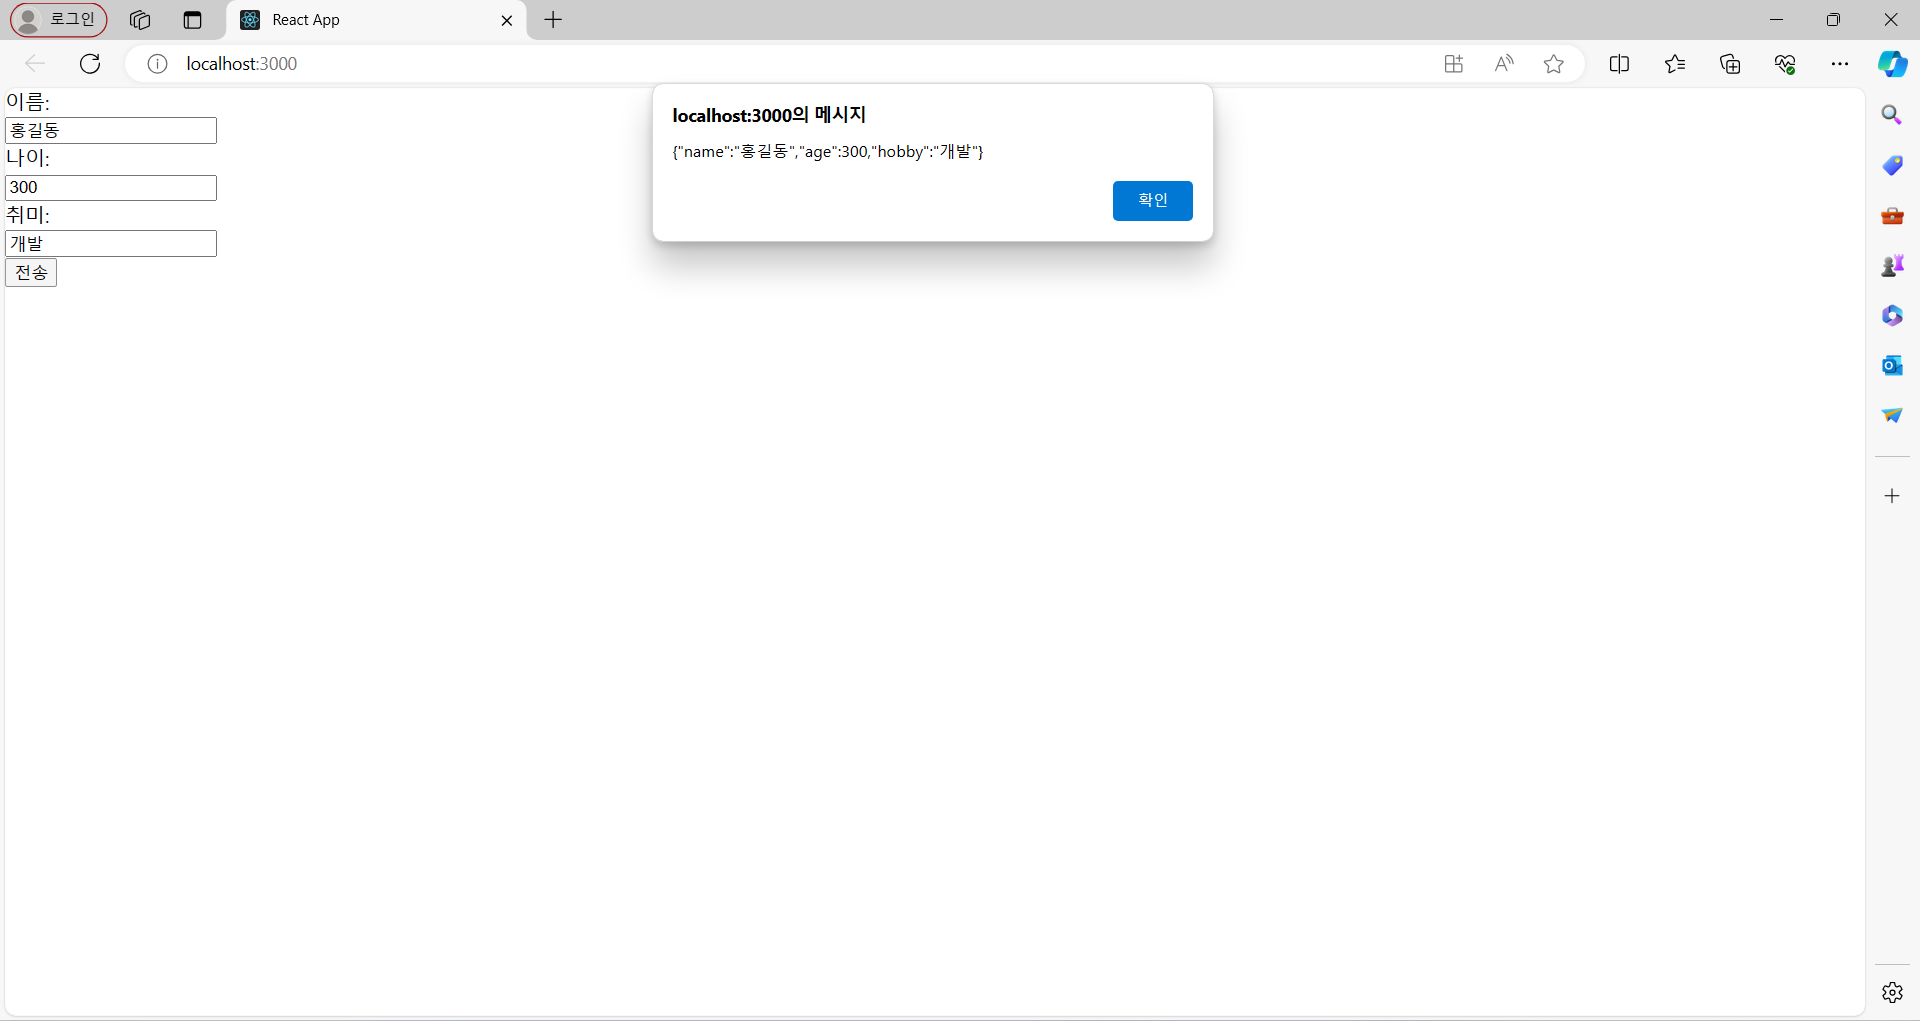 로그인
React App
localhost:3000
이름:
홍길동
나이:
300
취미:
개발
전송
localhost:3000의 메시지
{"name":"홍길동","age":300,"hobby":"개발"}
확인